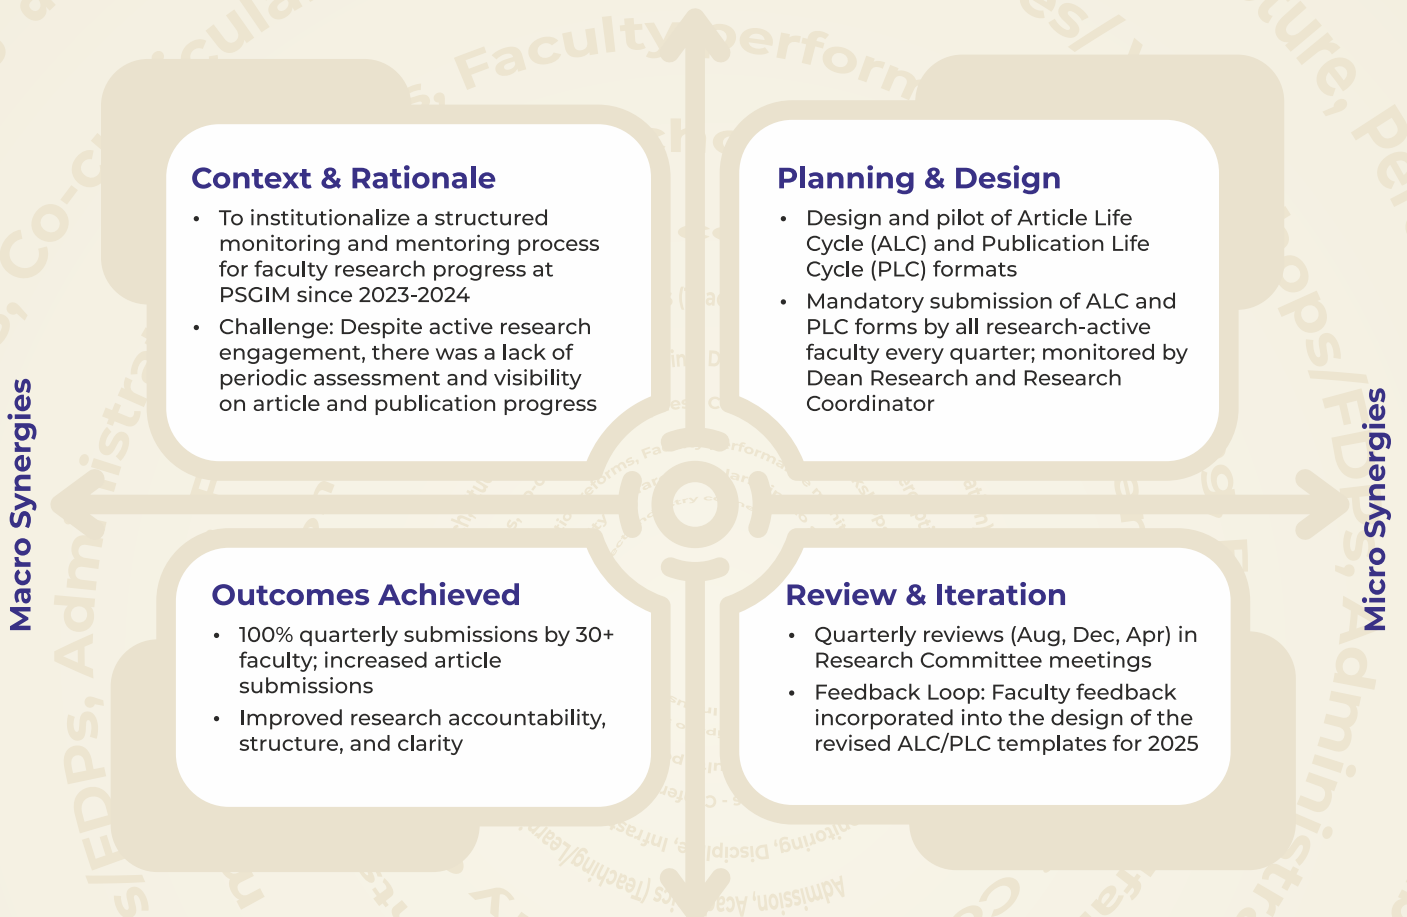 Context & Rationale
• To institutionalize a structured
monitoring and mentoring process
for faculty research progress at
PSGIM since 2023-2024
• Challenge: Despite active research
engagement, there was a lack of
periodic assessment and visibility
on article and publication progress
Planning & Design
• Design and pilot of Article Life
Cycle (ALC) and Publication Life
Cycle (PLC) formats
• Mandatory submission of ALC and
PLC forms by all research-active
faculty every quarter; monitored by
Dean Research and Research
Coordinator
Macro Synergies
Micro Synergies
Outcomes Achieved
• 100% quarterly submissions by 30+
faculty; increased article
submissions
• Improved research accountability,
structure, and clarity
Review & Iteration
• Quarterly reviews (Aug, Dec, Apr) in
Research Committee meetings
• Feedback Loop: Faculty feedback
incorporated into the design of the
revised ALC/PLC templates for 2025